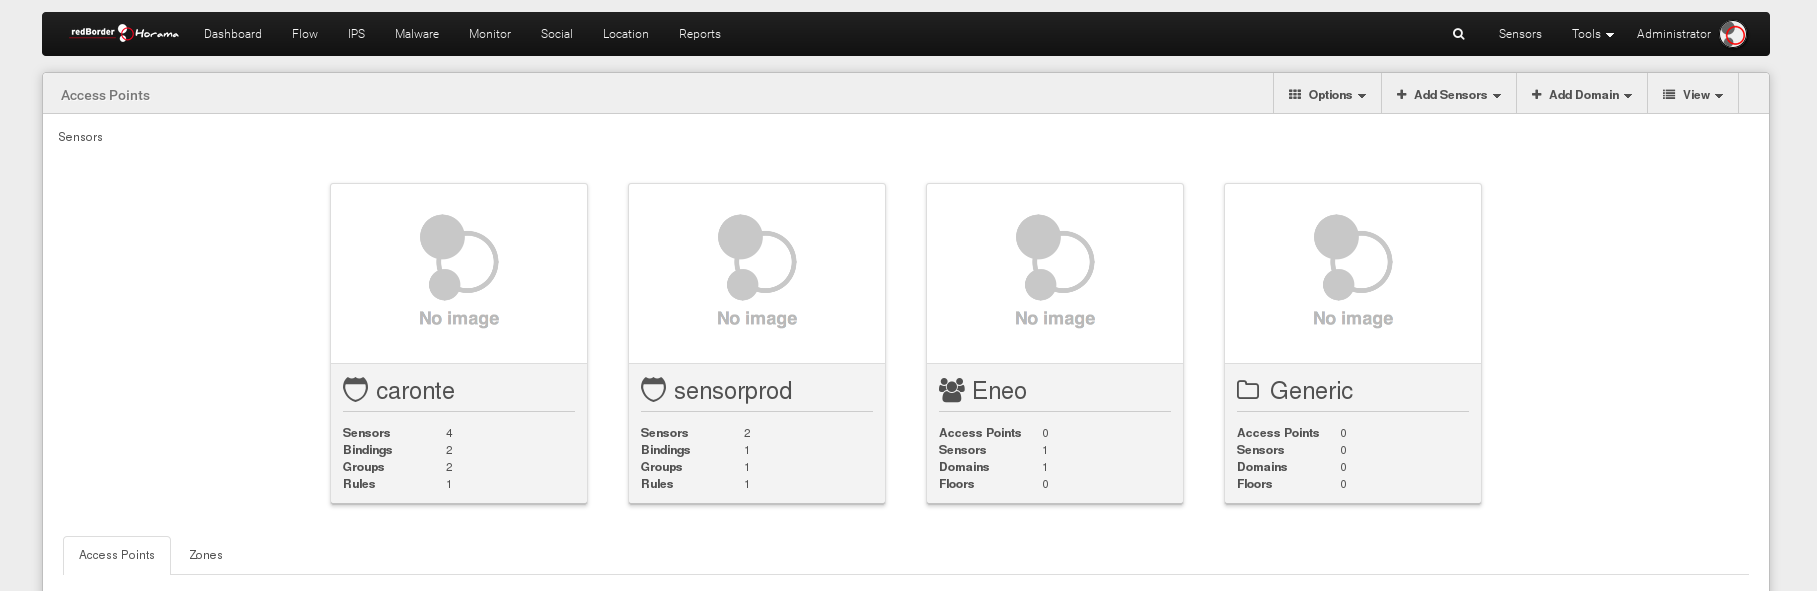 redBorder Horama Dashboard Flow IPS Malware Monitor Social Location Reports Sensors Tools Administrator
Access Points Options Add Sensors Add Domain View
Sensors
No image No image No image No image
caronte sensorprod Eneo Generic
Sensors 4 Sensors 2 Access Points 0 Access Points 0
Bindings 2 Bindings 1 Sensors 1 Sensors 0
Groups 2 Groups 1 Domains 1 Domains 0
Rules 1 Rules 1 Floors 0 Floors 0
Access Points Zones